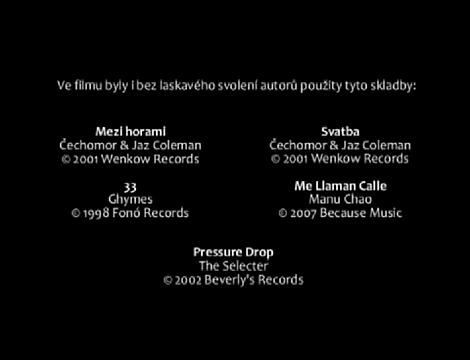 Ve filmu byly i bez laskavého svolení autorů použity tyto skladby:
Mezi horami
Čechomor & Jaz Coleman
© 2001 Wenkow Records
Svatba
Čechomor & Jaz Coleman
© 2001 Wenkow Records
33
Ghymes
© 1998 Fonó Records
Me Llaman Calle
Manu Chao
© 2007 Because Music
Pressure Drop
The Selecter
© 2002 Beverly's Records